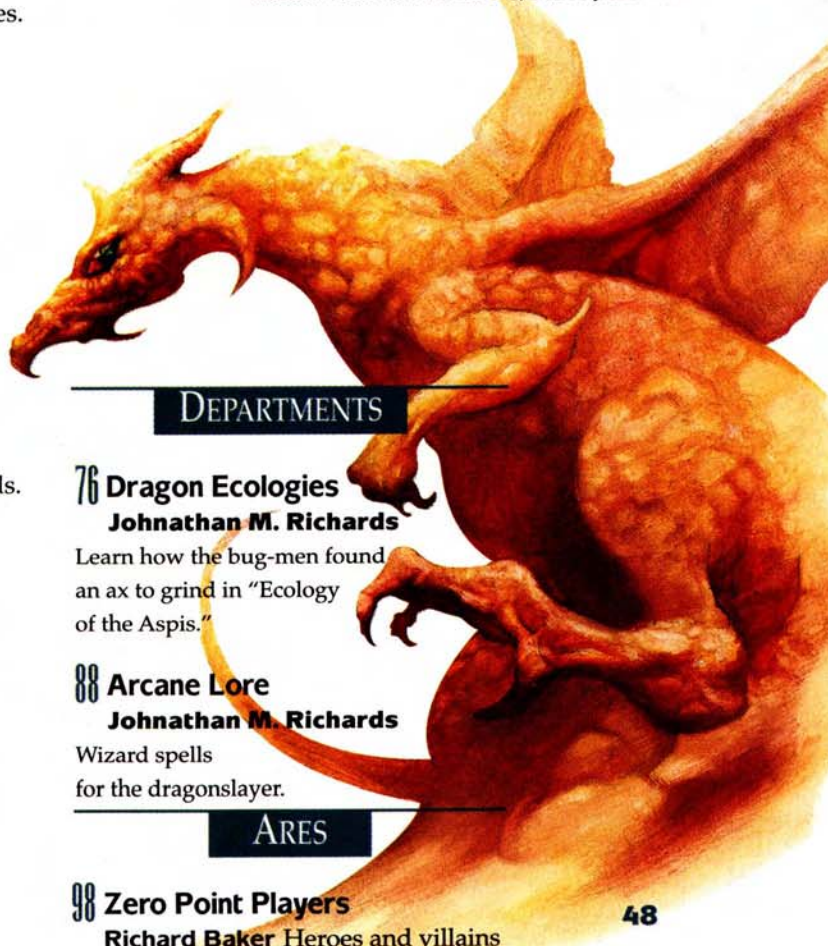 es.
DEPARTMENTS
ls.
76 Dragon Ecologies
Johnathan M. Richards
Learn how the bug-men found
an ax to grind in "Ecology
of the Aspis."
88 Arcane Lore
Johnathan M. Richards
Wizard spells
for the dragonslayer.
ARES
98 Zero Point Players
48
Richard Baker Heroes and villains